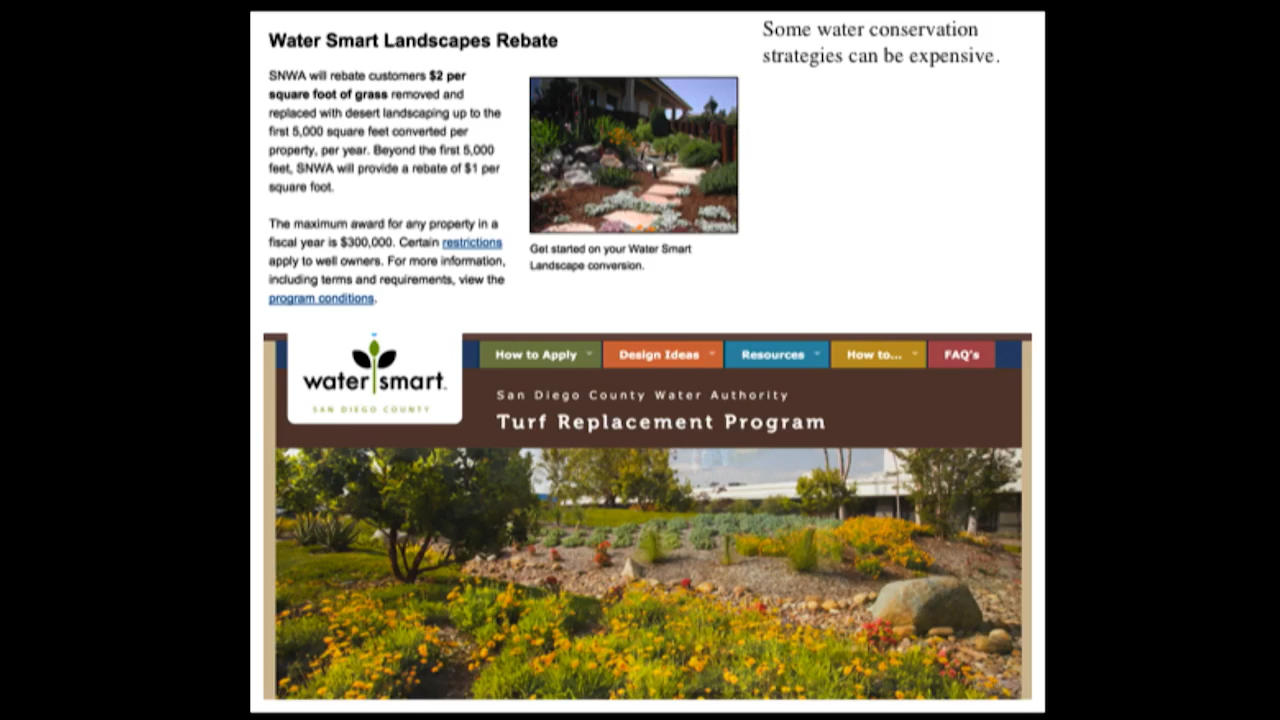 Water Smart Landscapes Rebate
SNWA will rebate customers $2 per
square foot of grass removed and
replaced with desert landscaping up to the
first 5,000 square feet converted per
property, per year. Beyond the first 5,000
feet, SNWA will provide a rebate of $1 per
square foot.
The maximum award for any property in a
fiscal year is $300,000. Certain restrictions
apply to well owners. For more information,
including terms and requirements, view the
program conditions.
Get started on your Water Smart
Landscape conversion.
Some water conservation
strategies can be expensive.
water smart.
SAN DIEGO COUNTY
How to Apply
Design Ideas
Resources
How to...
FAQ's
San Diego County Water Authority
Turf Replacement Program